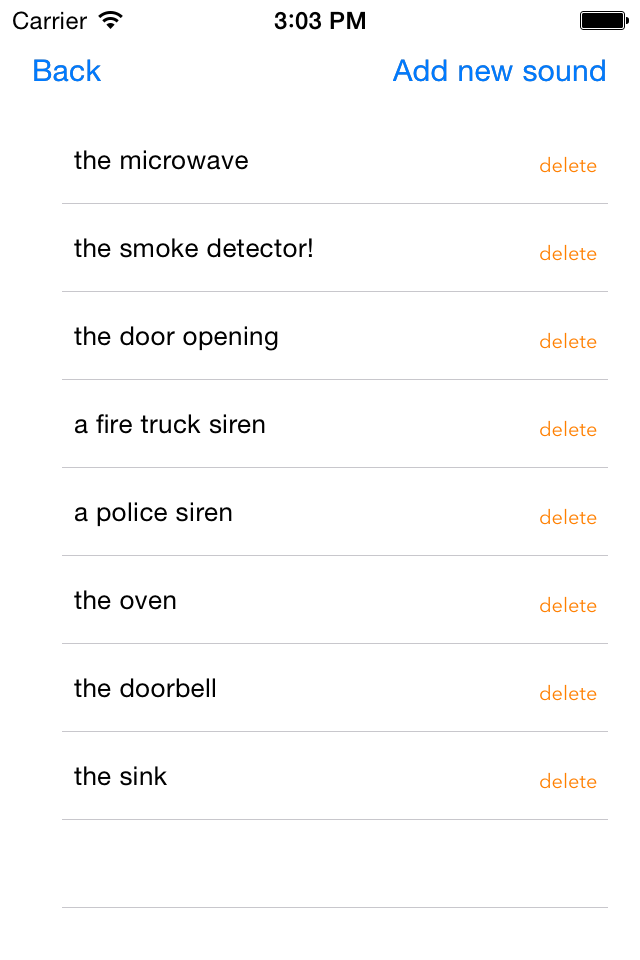 Carrier 3:03 PM
Back Add new sound
the microwave delete
the smoke detector! delete
the door opening delete
a fire truck siren delete
a police siren delete
the oven delete
the doorbell delete
the sink delete